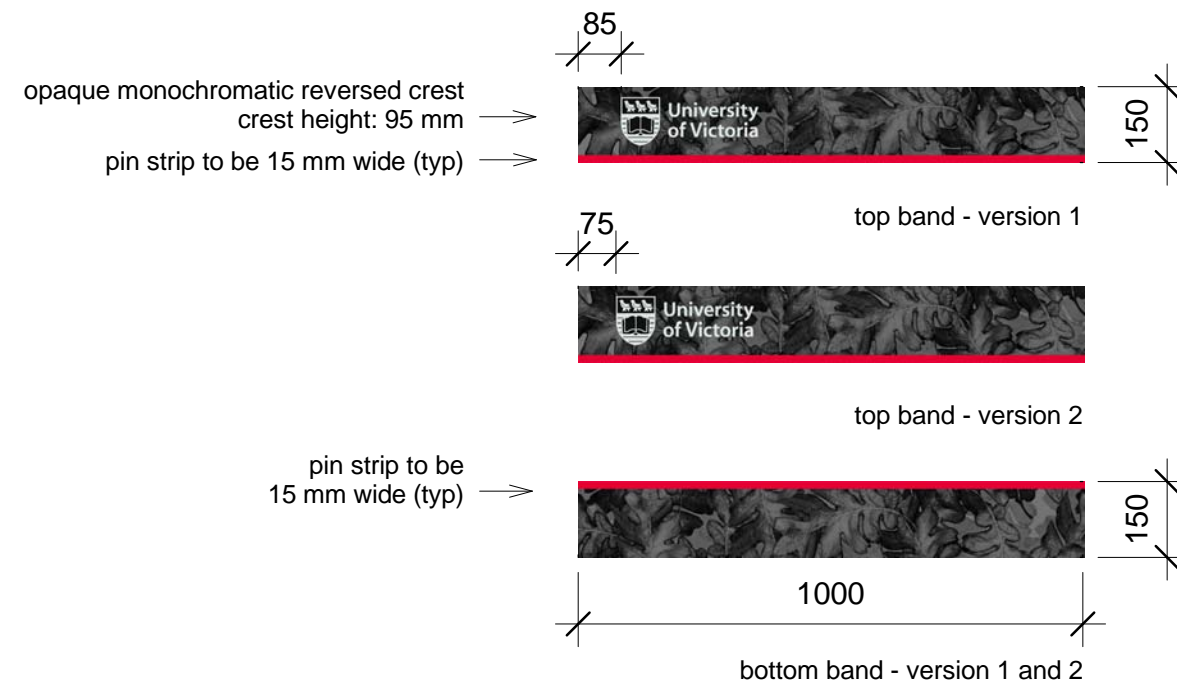 85
opaque monochromatic reversed crest
crest height: 95 mm
pin strip to be 15 mm wide (typ)
University
of Victoria
150
top band - version 1
75
University
of Victoria
top band - version 2
pin strip to be
15 mm wide (typ)
150
1000
bottom band - version 1 and 2